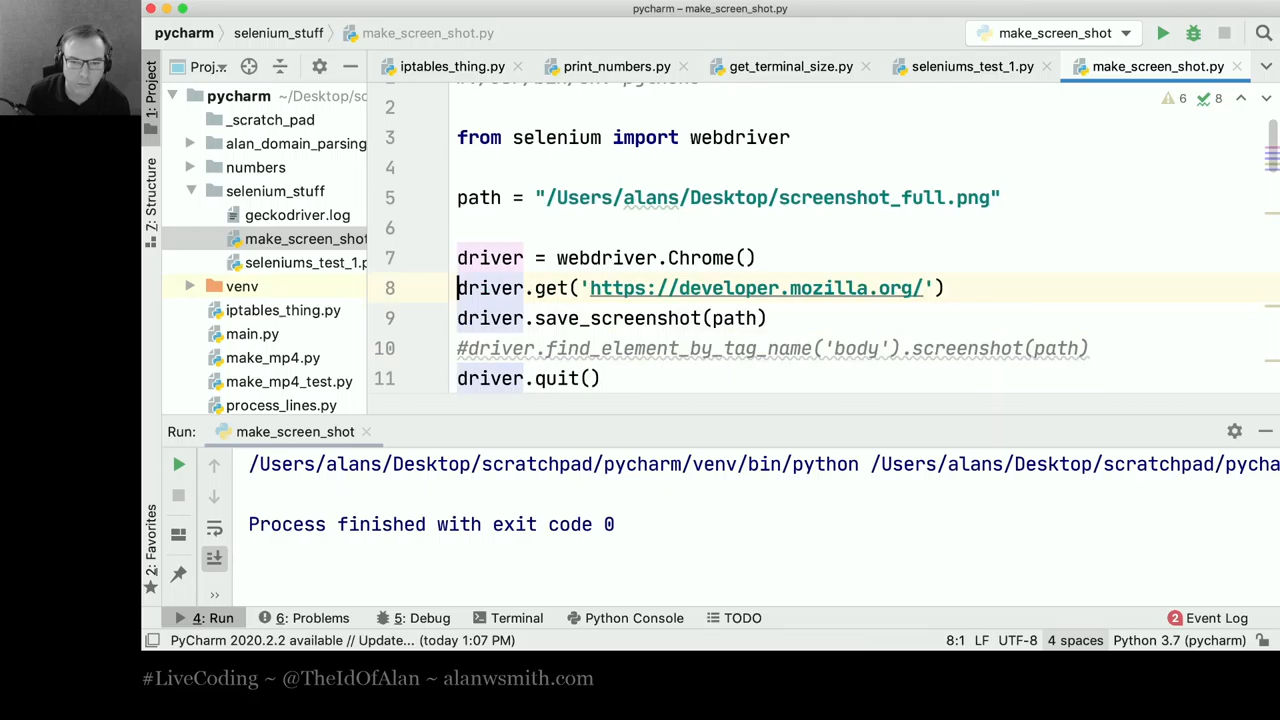 pycharm – make_screen_shot.py
pycharm
selenium_stuff
make_screen_shot.py
make_screen_shot
1: Project
Proj.
iptables_thing.py
print_numbers.py
get_terminal_size.py
seleniums_test_1.py
make_screen_shot.py
pycharm ~/Desktop/sc
_scratch_pad
alan_domain_parsing
numbers
selenium_stuff
geckodriver.log
make_screen_shot
seleniums_test_1.p
venv
iptables_thing.py
main.py
make_mp4.py
make_mp4_test.py
process_lines.py
Z: Structure
2: Favorites
6
8
2
3 from selenium import webdriver
4
5 path = "/Users/alans/Desktop/screenshot_full.png"
6
7 driver = webdriver.Chrome()
8 driver.get('https://developer.mozilla.org/')
9 driver.save_screenshot(path)
10 #driver.find_element_by_tag_name('body').screenshot(path)
11 driver.quit()
Run:
make_screen_shot
/Users/alans/Desktop/scratchpad/pycharm/venv/bin/python /Users/alans/Desktop/scratchpad/pycha
Process finished with exit code 0
>>
4: Run
6: Problems
5: Debug
Terminal
Python Console
TODO
2 Event Log
PyCharm 2020.2.2 available // Update... (today 1:07 PM)
8:1 LF UTF-8 4 spaces Python 3.7 (pycharm)
#LiveCoding ~ @TheIdOfAlan ~ alanwsmith.com